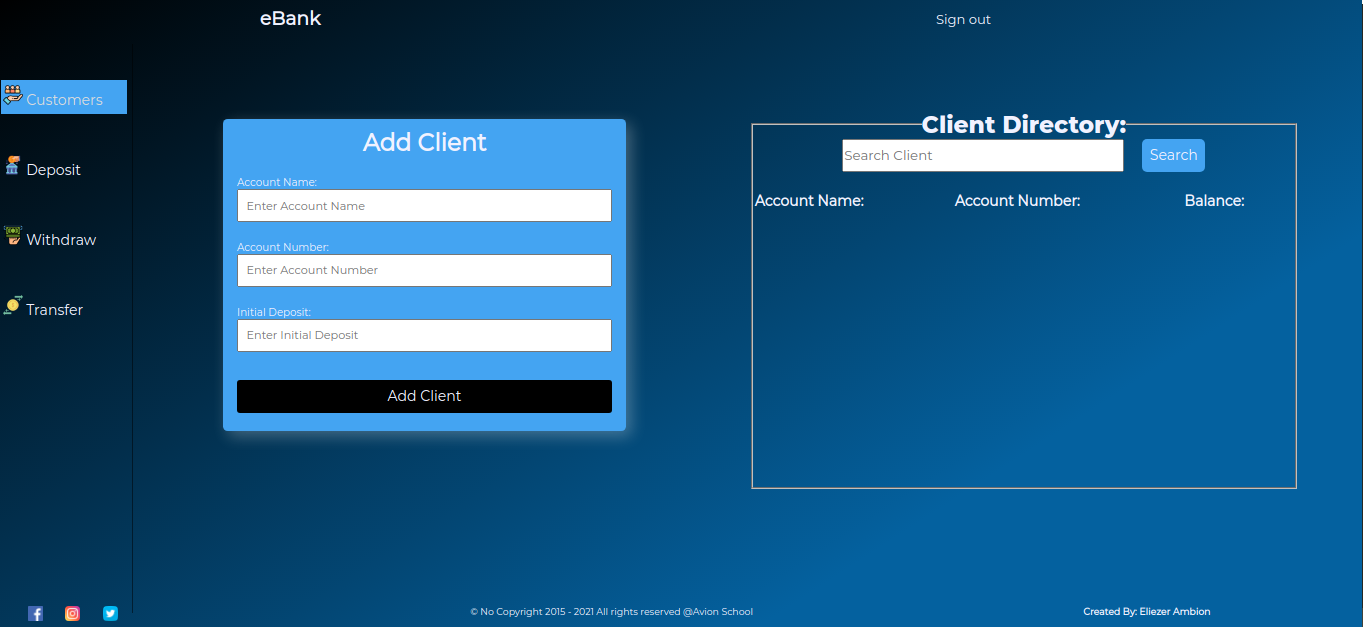 eBank
Sign out
Customers
Deposit
Withdraw
Transfer
Add Client
Account Name:
Enter Account Name
Account Number:
Enter Account Number
Initial Deposit:
Enter Initial Deposit
Add Client
Client Directory:
Search Client
Search
Account Name: Account Number: Balance:
© No Copyright 2015 - 2021 All rights reserved @Avion School
Created By: Eliezer Ambion